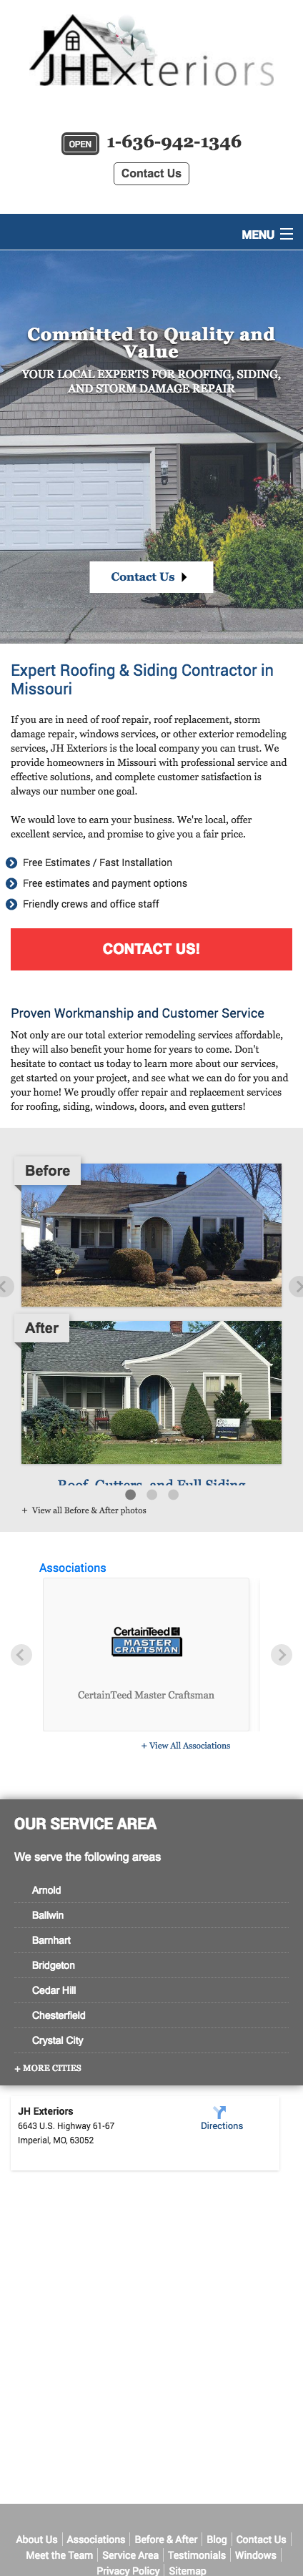 JHExteriors
OPEN 1-636-942-1346
Contact Us
MENU
Committed to Quality and
Value
YOUR LOCAL EXPERTS FOR ROOFING, SIDING,
AND STORM DAMAGE REPAIR
Contact Us
Expert Roofing & Siding Contractor in
Missouri
If you are in need of roof repair, roof replacement, storm
damage repair, windows services, or other exterior remodeling
services, JH Exteriors is the local company you can trust. We
provide homeowners in Missouri with professional service and
effective solutions, and complete customer satisfaction is
always our number one goal.
We would love to earn your business. We're local, offer
excellent service, and promise to give you a fair price.
Free Estimates / Fast Installation
Free estimates and payment options
Friendly crews and office staff
CONTACT US!
Proven Workmanship and Customer Service
Not only are our total exterior remodeling services affordable,
they will also benefit your home for years to come. Don't
hesitate to contact us today to learn more about our services,
get started on your project, and see what we can do for you and
your home! We proudly offer repair and replacement services
for roofing, siding, windows, doors, and even gutters!
Before
After
Roof, Gutters, and Full Siding
+ View all Before & After photos
Associations
CertainTeed
MASTER
CRAFTSMAN
CertainTeed Master Craftsman
+ View All Associations
OUR SERVICE AREA
We serve the following areas
Arnold
Ballwin
Barnhart
Bridgeton
Cedar Hill
Chesterfield
Crystal City
+ MORE CITIES
JH Exteriors
6643 U.S. Highway 61-67
Imperial, MO, 63052
Directions
About Us | Associations | Before & After | Blog | Contact Us |
Meet the Team | Service Area | Testimonials | Windows |
Privacy Policy | Sitemap